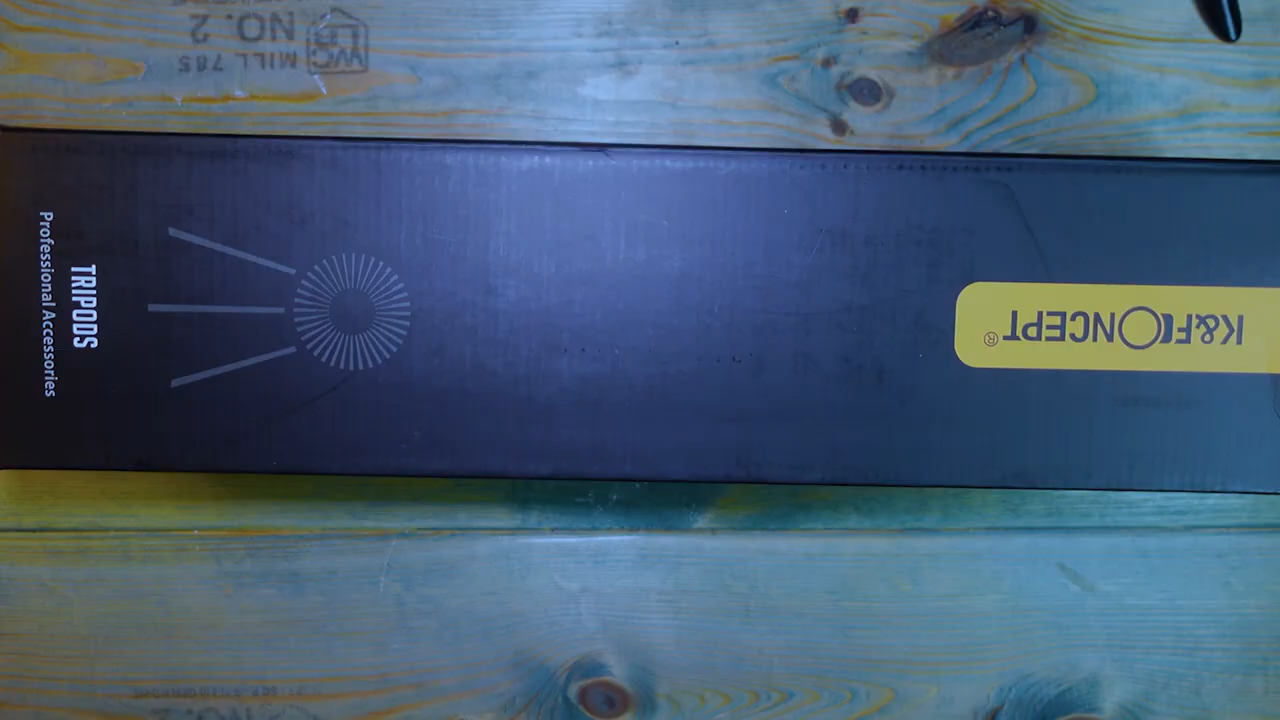 NO. 2
MILL 785
TRIPODS
Professional Accessories
K&F CONCEPT®